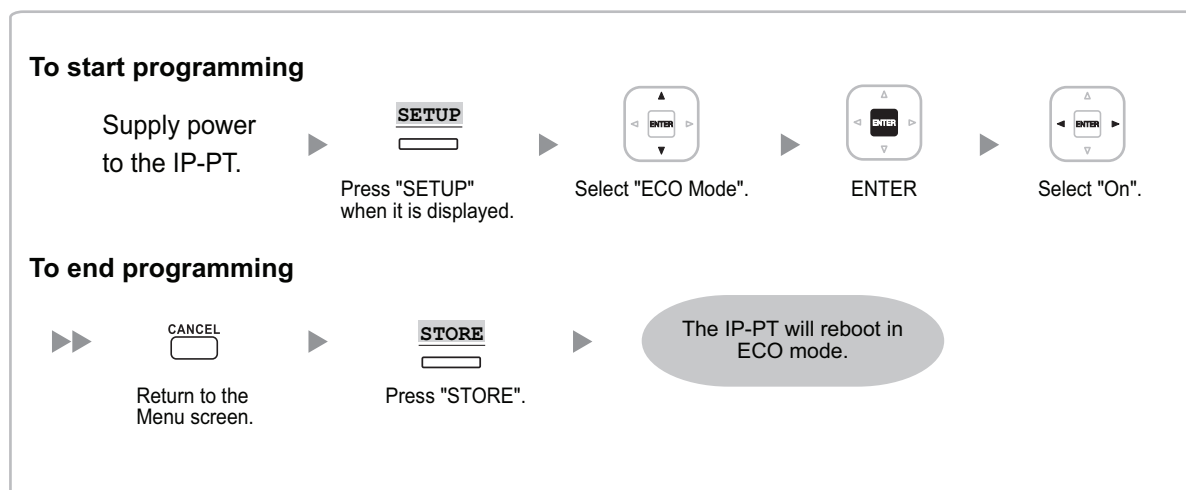 To start programming
Supply power
to the IP-PT.
SETUP
Press "SETUP"
when it is displayed.
ENTER
Select "ECO Mode".
ENTER
ENTER
ENTER
Select "On".
To end programming
CANCEL
Return to the
Menu screen.
STORE
Press "STORE".
The IP-PT will reboot in
ECO mode.